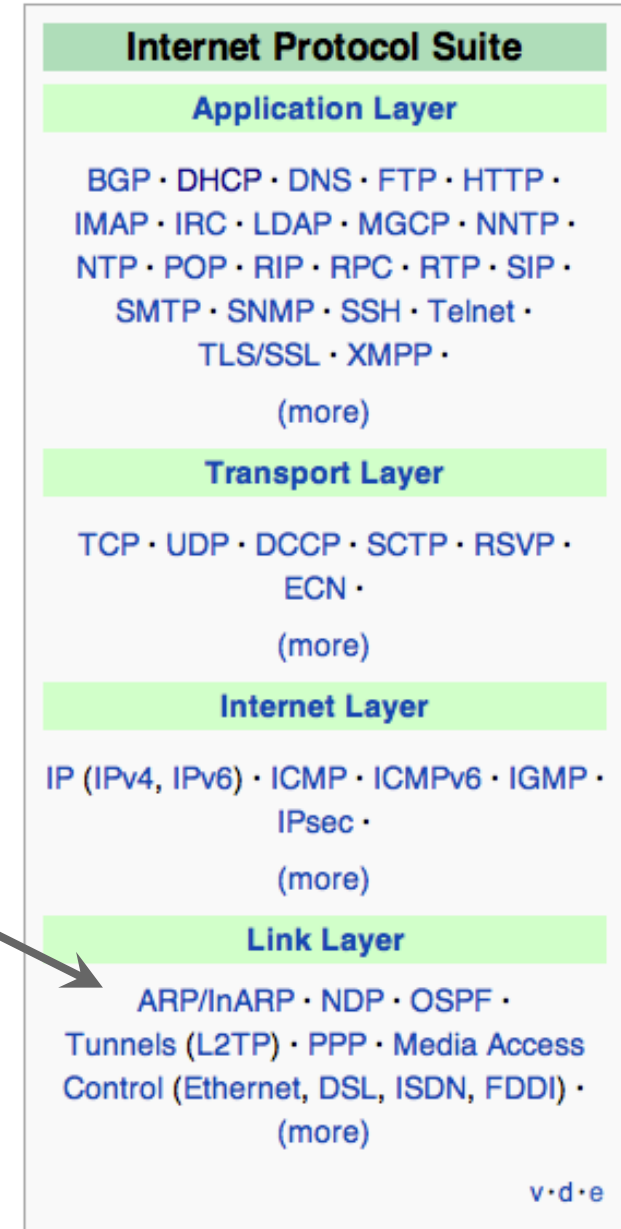 Internet Protocol Suite
Application Layer
BGP · DHCP · DNS · FTP · HTTP ·
IMAP · IRC · LDAP · MGCP · NNTP ·
NTP · POP · RIP · RPC · RTP · SIP ·
SMTP · SNMP · SSH · Telnet ·
TLS/SSL · XMPP ·
(more)
Transport Layer
TCP · UDP · DCCP · SCTP · RSVP ·
ECN ·
(more)
Internet Layer
IP (IPv4, IPv6) · ICMP · ICMPv6 · IGMP ·
IPsec ·
(more)
Link Layer
ARP/InARP · NDP · OSPF ·
Tunnels (L2TP) · PPP · Media Access
Control (Ethernet, DSL, ISDN, FDDI) ·
(more)
v·d·e